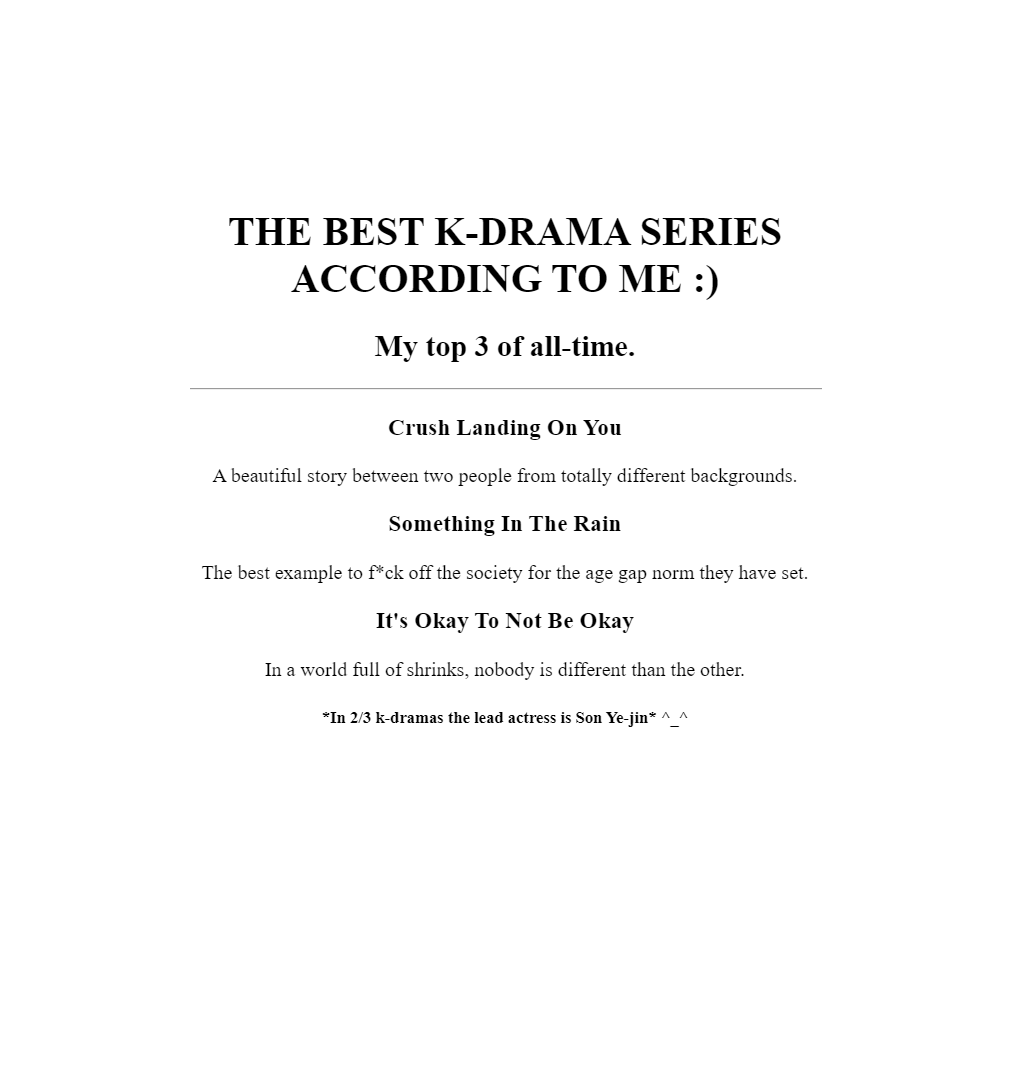 THE BEST K-DRAMA SERIES
ACCORDING TO ME :)
My top 3 of all-time.
Crush Landing On You
A beautiful story between two people from totally different backgrounds.
Something In The Rain
The best example to f*ck off the society for the age gap norm they have set.
It's Okay To Not Be Okay
In a world full of shrinks, nobody is different than the other.
*In 2/3 k-dramas the lead actress is Son Ye-jin* ^_^